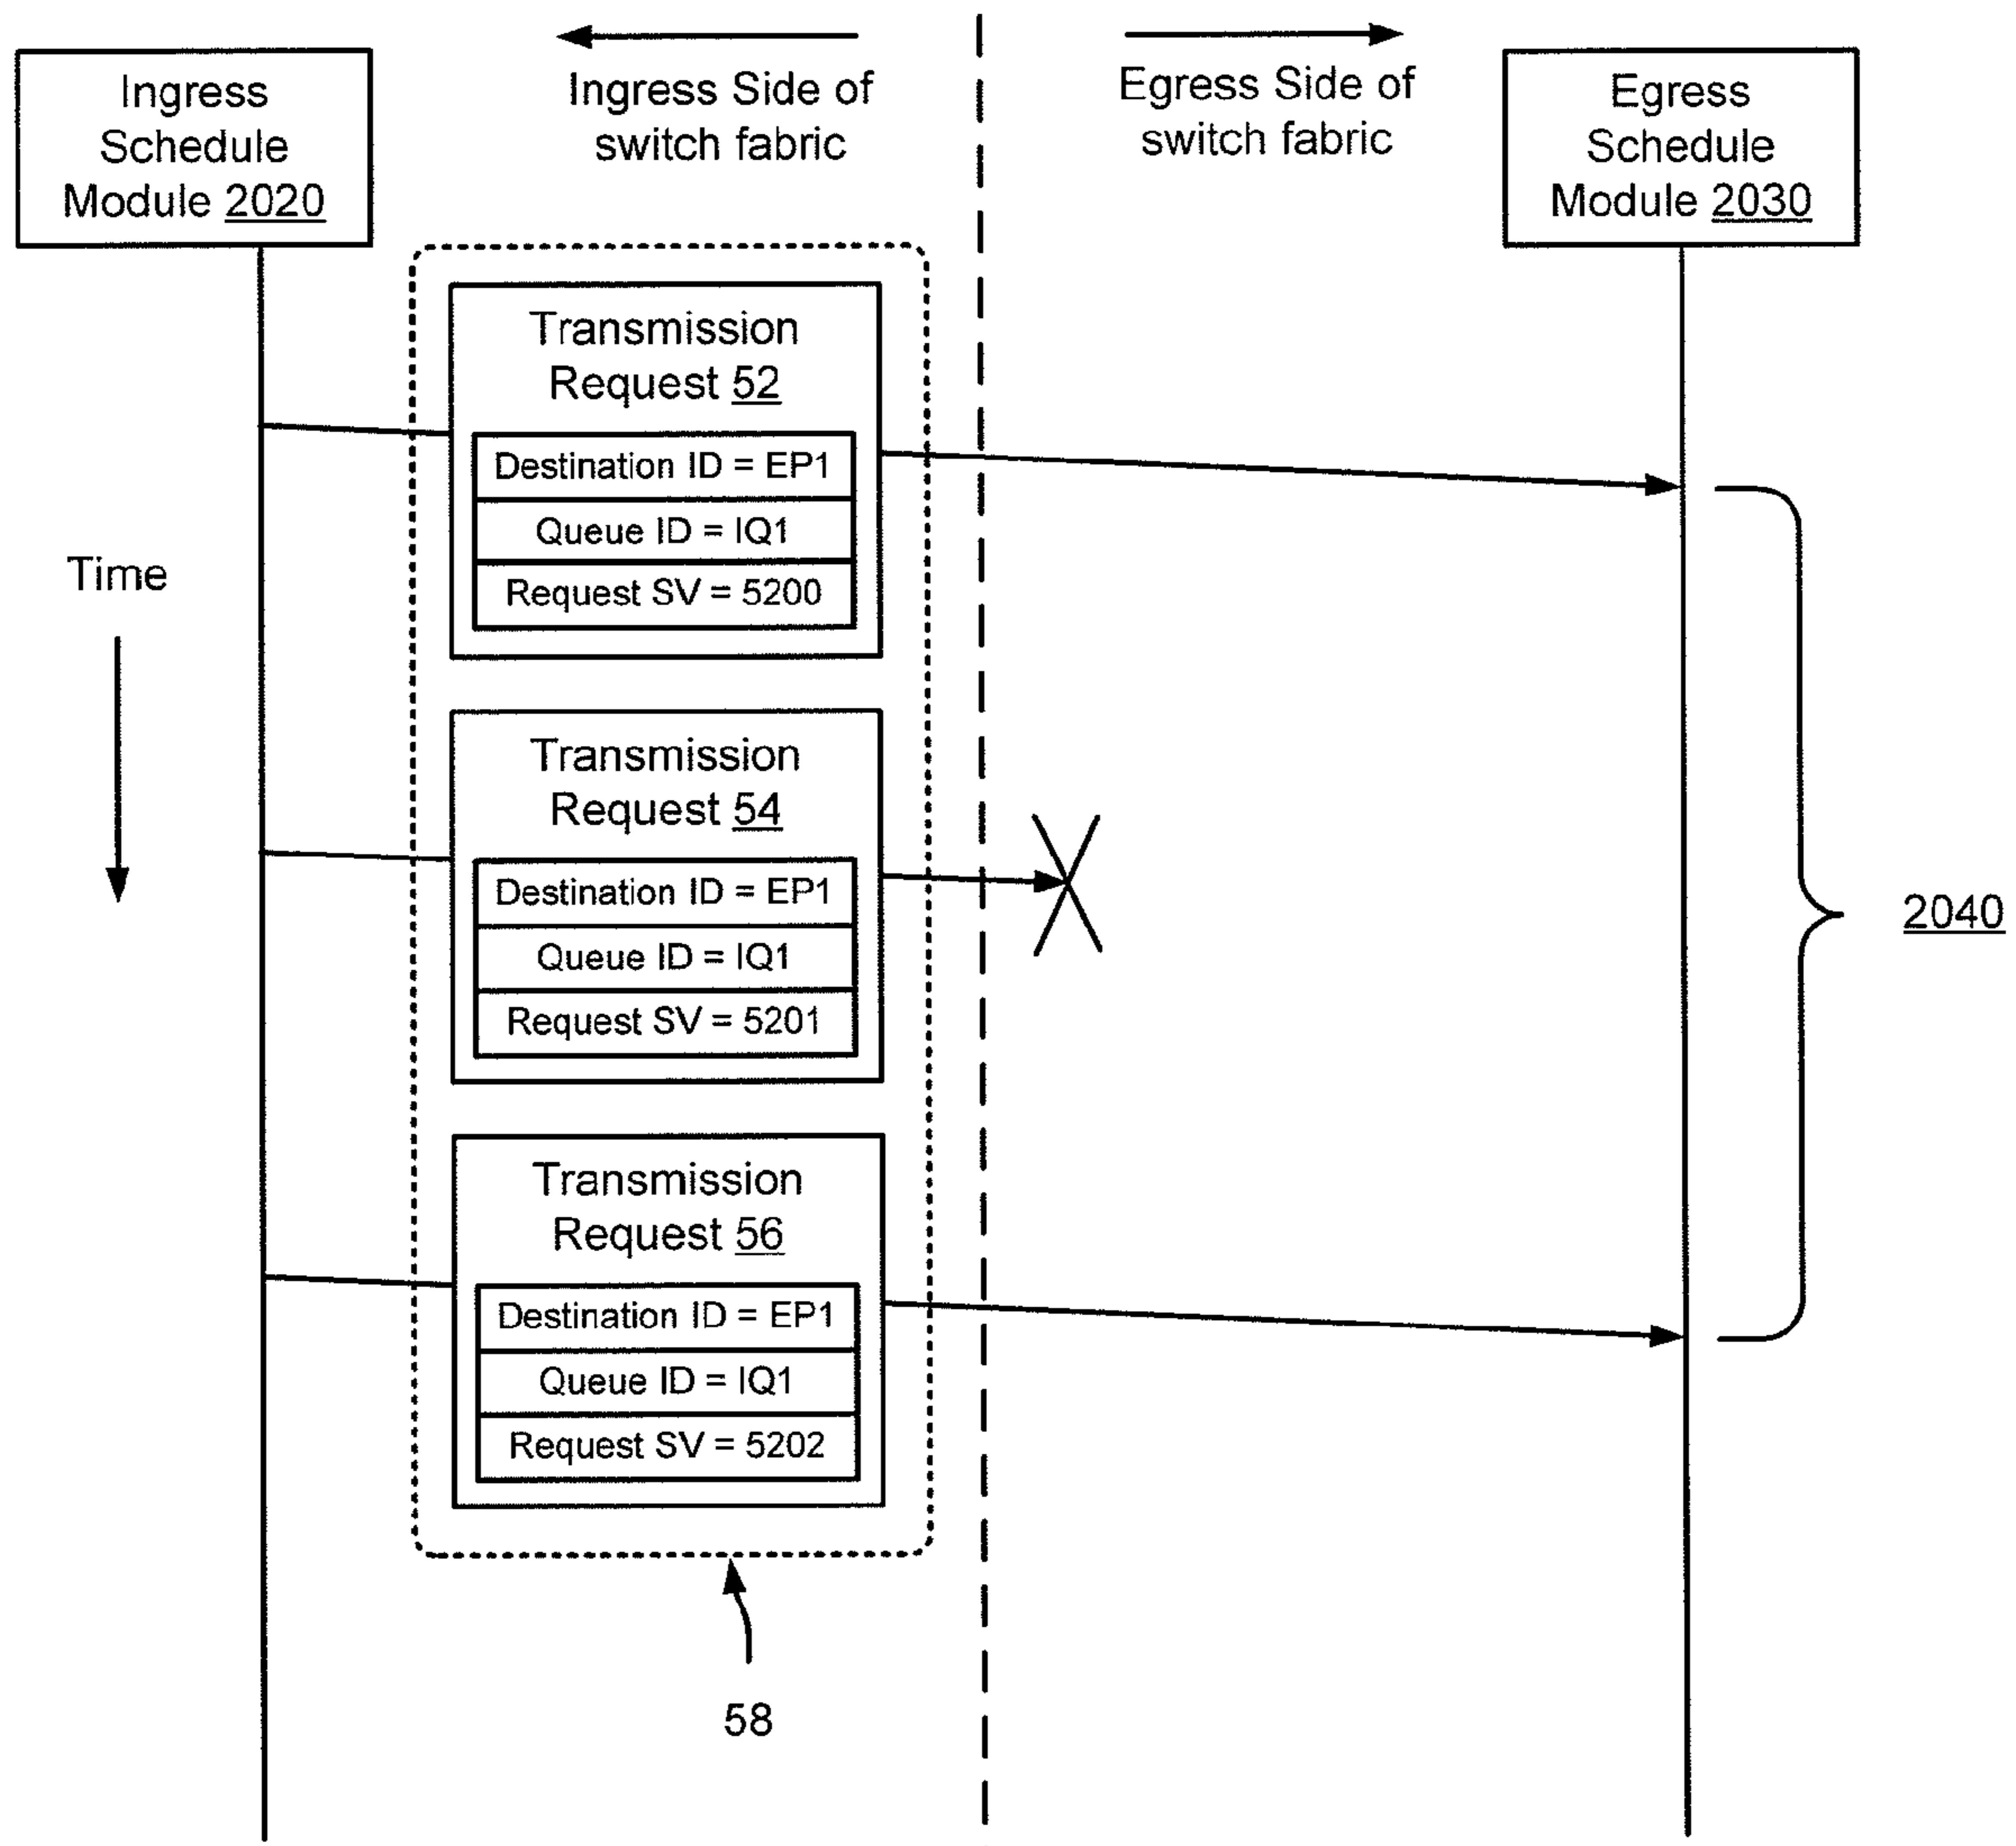 Ingress
Schedule
Module 2020
Ingress Side of
switch fabric
Egress Side of
switch fabric
Egress
Schedule
Module 2030
Time
Transmission
Request 52
Destination ID = EP1
Queue ID = IQ1
Request SV = 5200
Transmission
Request 54
Destination ID = EP1
Queue ID = IQ1
Request SV = 5201
Transmission
Request 56
Destination ID = EP1
Queue ID = IQ1
Request SV = 5202
2040
58